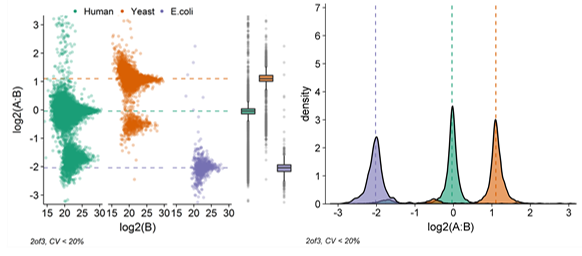 Human Yeast E.coli
log2(A:B)
3
2
1
0
-1
-2
-3
15 20 25 30 15 20 25 30 15 20 25 30
log2(B)
2of3, CV < 20%
density
7
6
5
4
3
2
1
0
-3 -2 -1 0 1 2 3
log2(A:B)
2of3, CV < 20%